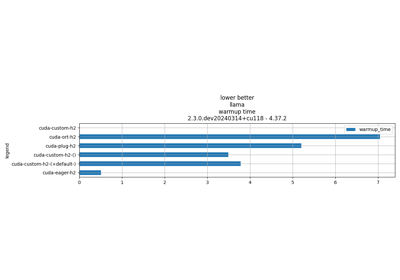 lower better
llama
warmup time
2.3.0.dev20240314+cu118 - 4.37.2
cuda-custom-h2
warmup_time
cuda-ort-h2
cuda-plug-h2
legend
cuda-custom-h2-()
cuda-custom-h2-(+default-)
cuda-eager-h2
0 1 2 3 4 5 6 7